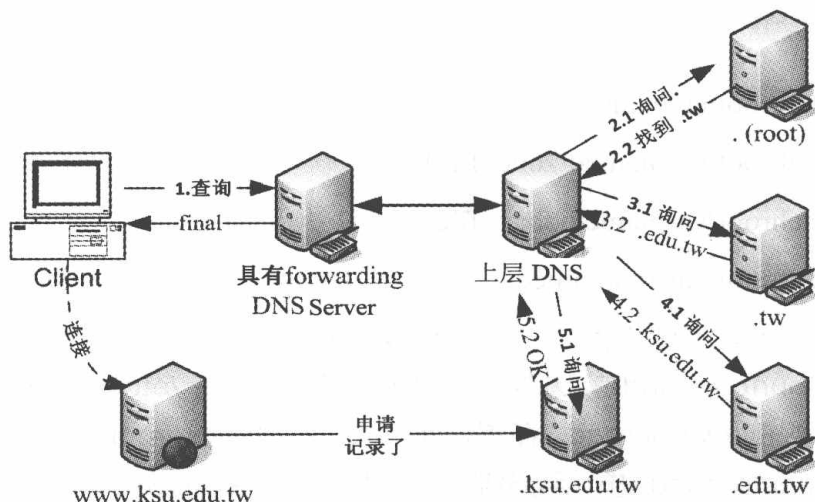 2.1 询问.
2.2 找到 .tw
. (root)
1.查询
final
Client
具有forwarding
DNS Server
上层 DNS
3.1 询问
3.2 .edu.tw
.tw
4.1 询问
4.2 .ksu.edu.tw
5.1 询问
5.2 OK
连接
申请
记录了
www.ksu.edu.tw
.ksu.edu.tw
.edu.tw